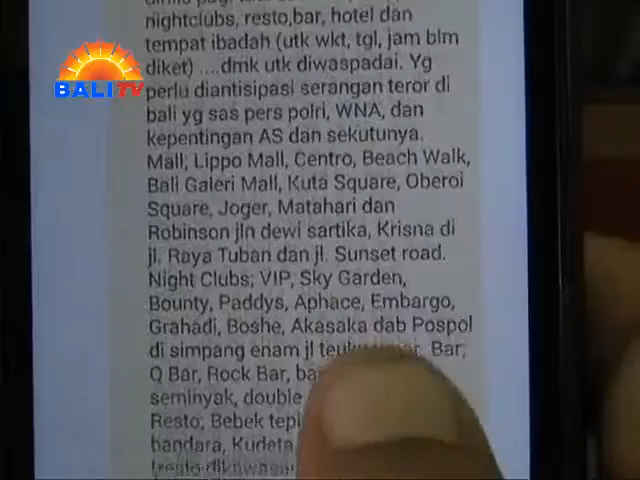 nightclubs, resto,bar, hotel dan
tempat ibadah (utk wkt, tgl, jam blm
diket) ....dmk utk diwaspadai. Yg
perlu diantisipasi serangan teror di
bali yg sas pers polri, WNA, dan
kepentingan AS dan sekutunya.
Mall; Lippo Mall, Centro, Beach Walk,
Bali Galeri Mall, Kuta Square, Oberoi
Square, Joger, Matahari dan
Robinson jln dewi sartika, Krisna di
jl. Raya Tuban dan jl. Sunset road.
Night Clubs; VIP, Sky Garden,
Bounty, Paddys, Aphace, Embargo,
Grahadi, Boshe, Akasaka dab Pospol
di simpang enam jl Bar;
Q Bar, Rock Bar,
seminyak, double
Resto; Bebek tepi
bandara, Kudeta
BALI TV